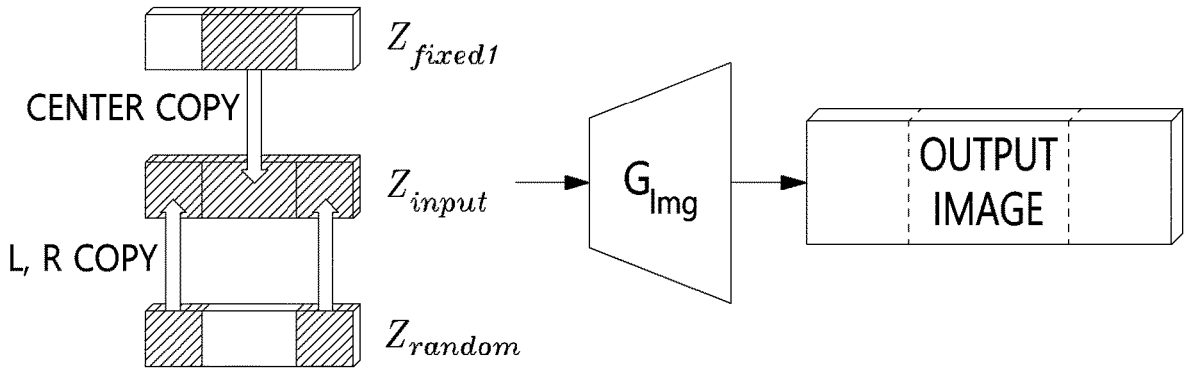 Z_fixed1
CENTER COPY
Z_input
L, R COPY
Z_random
G_Img
OUTPUT
IMAGE